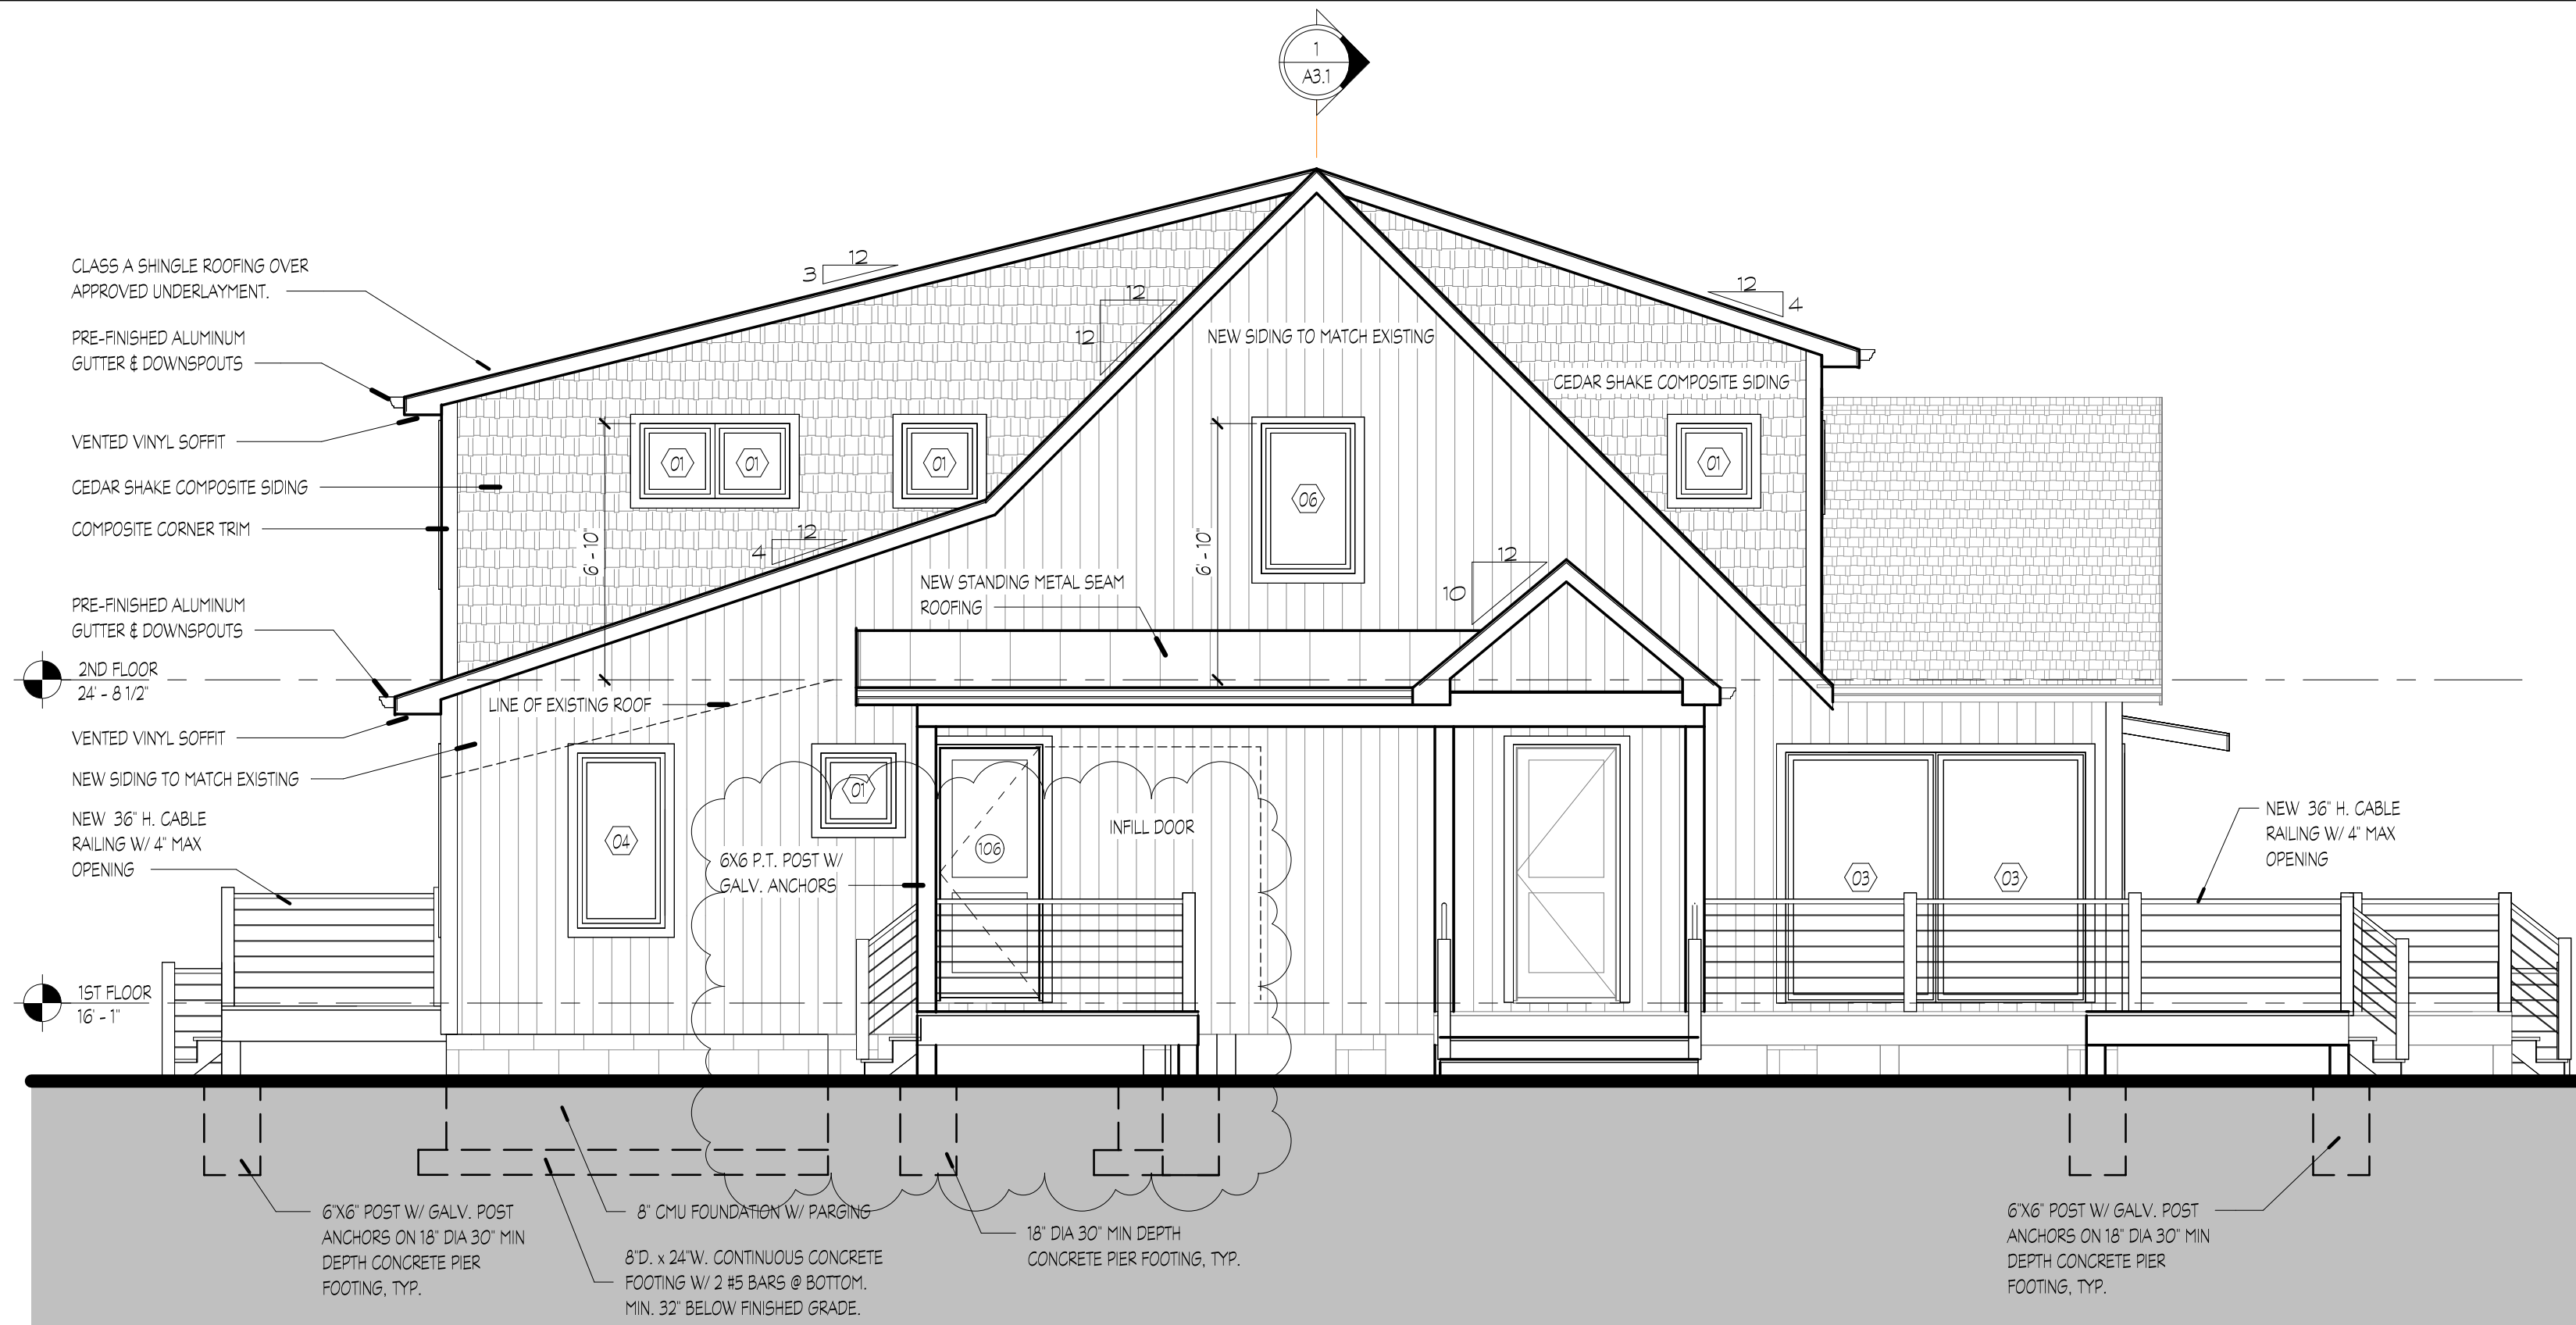 1
A3.1
CLASS A SHINGLE ROOFING OVER
APPROVED UNDERLAYMENT.
PRE-FINISHED ALUMINUM
GUTTER & DOWNSPOUTS
VENTED VINYL SOFFIT
CEDAR SHAKE COMPOSITE SIDING
COMPOSITE CORNER TRIM
PRE-FINISHED ALUMINUM
GUTTER & DOWNSPOUTS
2ND FLOOR
24' - 8 1/2"
VENTED VINYL SOFFIT
NEW SIDING TO MATCH EXISTING
NEW 36" H. CABLE
RAILING W/ 4" MAX
OPENING
1ST FLOOR
16' - 1"
12
3
12
12
12
4
NEW SIDING TO MATCH EXISTING
CEDAR SHAKE COMPOSITE SIDING
01
01
01
06
01
6' - 10"
6' - 10"
12
4
12
10
NEW STANDING METAL SEAM
ROOFING
LINE OF EXISTING ROOF
04
01
106
INFILL DOOR
6X6 P.T. POST W/
GALV. ANCHORS
03
03
NEW 36" H. CABLE
RAILING W/ 4" MAX
OPENING
6"X6" POST W/ GALV. POST
ANCHORS ON 18" DIA 30" MIN
DEPTH CONCRETE PIER
FOOTING, TYP.
8" CMU FOUNDATION W/ PARGING
8"D. x 24"W. CONTINUOUS CONCRETE
FOOTING W/ 2 #5 BARS @ BOTTOM.
MIN. 32" BELOW FINISHED GRADE.
18" DIA 30" MIN DEPTH
CONCRETE PIER FOOTING, TYP.
6"X6" POST W/ GALV. POST
ANCHORS ON 18" DIA 30" MIN
DEPTH CONCRETE PIER
FOOTING, TYP.